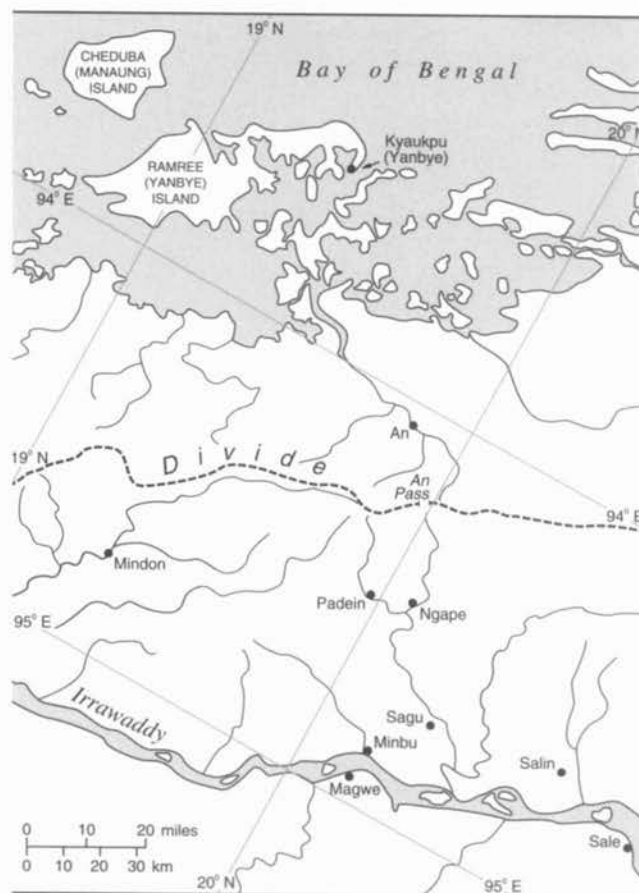 19° N
CHEDUBA
(MANAUNG)
ISLAND
Bay of Bengal
Kyaukpu
(Yanbye)
RAMREE
(YANBYE)
ISLAND
94° E
An
19° N
Divide
An
Pass
94° E
Mindon
Padein
Ngape
95° E
Irrawaddy
Sagu
Minbu
Salin
Magwe
0 10 20 miles
0 10 20 30 km
Sale
20° N
95° E